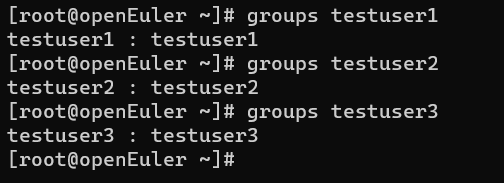 [root@openEuler ~]# groups testuser1
testuser1 : testuser1
[root@openEuler ~]# groups testuser2
testuser2 : testuser2
[root@openEuler ~]# groups testuser3
testuser3 : testuser3
[root@openEuler ~]#